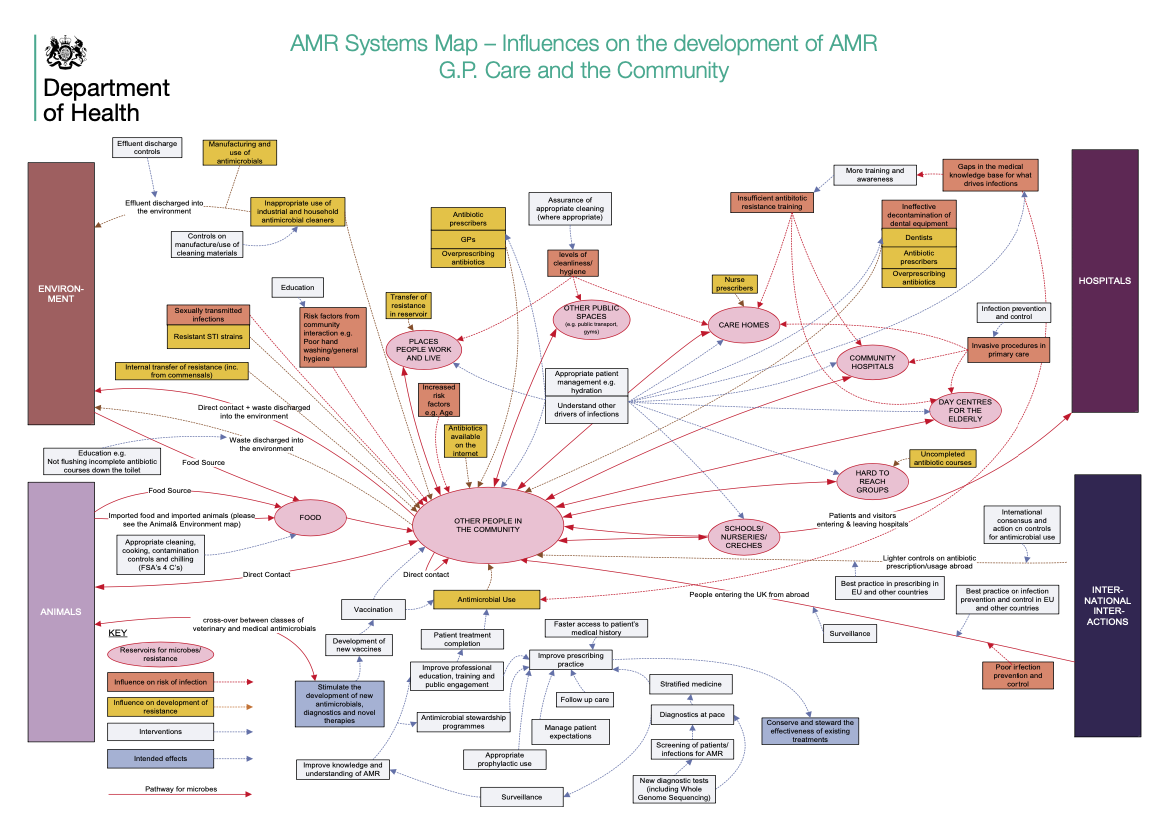 AMR Systems Map – Influences on the development of AMR
G.P. Care and the Community
Department
of Health
Effluent discharge
controls
Manufacturing and
use of
antimicrobials
Effluent discharged into
the environment
Inappropriate use of
industrial and household
antimicrobial cleaners
Controls on
manufacture/use of
cleaning materials
ENVIRON-
MENT
Education
Sexually transmitted
infections
Resistant STI strains
Risk factors from
community
interaction e.g.
Poor hand
washing/general
hygiene
Internal transfer of resistance (inc.
from commensals)
Direct contact + waste discharged
into the environment
Waste discharged into
the environment
Education e.g.
Not flushing incomplete antibiotic
courses down the toilet
Food Source
Antibiotic
prescribers
GPs
Overprescribing
antibiotics
Assurance of
appropriate cleaning
(where appropriate)
levels of
cleanliness/
hygiene
Transfer of
resistance
in reservoir
PLACES
PEOPLE WORK
AND LIVE
OTHER PUBLIC
SPACES
(e.g. public transport,
gyms)
Increased
risk
factors
e.g. Age
Antibiotics
available
on the
internet
Appropriate patient
management e.g.
hydration
Understand other
drivers of infections
More training and
awareness
Gaps in the medical
knowledge base for what
drives infections
Insufficient antibitotic
resistance training
Ineffective
decontamination of
dental equipment
Dentists
Antibiotic
prescribers
Overprescribing
antibiotics
Nurse
prescribers
CARE HOMES
COMMUNITY
HOSPITALS
Infection prevention
and control
Invasive procedures in
primary care
DAY CENTRES
FOR THE
ELDERLY
HOSPITALS
Uncompleted
antibiotic courses
HARD TO
REACH
GROUPS
Patients and visitors
entering & leaving hospitals
SCHOOLS/
NURSERIES/
CRECHES
OTHER PEOPLE IN
THE COMMUNITY
Food Source
Imported food and imported animals (please
see the Animal& Environment map)
FOOD
Appropriate cleaning,
cooking, contamination
controls and chilling
(FSA's 4 C's)
Direct Contact
Direct contact
ANIMALS
cross-over between classes of
veterinary and medical antimicrobials
International
consensus and
action on controls
for antimicrobial use
Lighter controls on antibiotic
prescription/usage abroad
Best practice in prescribing in
EU and other countries
Best practice or infection
prevention and control in EU
and other countries
People entering the UK from abroad
Surveillance
Poor infection
prevention and
control
INTER-
NATIONAL
INTER-
ACTIONS
Vaccination
Antimicrobial Use
Development of
new vaccines
Patient treatment
completion
Faster access to patient's
medical history
Improve professional
education, training and
public engagement
Improve prescribing
practice
Stimulate the
development of new
antimicrobials,
diagnostics and novel
therapies
Antimicrobial stewardship
programmes
Follow up care
Manage patient
expectations
Appropriate
prophylactic use
Stratified medicine
Diagnostics at pace
Screening of patients/
infections for AMR
New diagnostic tests
(including Whole
Genome Sequencing)
Conserve and steward the
effectiveness of existing
treatments
Improve knowledge and
understanding of AMR
Surveillance
KEY
Reservoirs for microbes/
resistance
Influence on risk of infection
Influence on development of
resistance
Interventions
Intended effects
Pathway for microbes